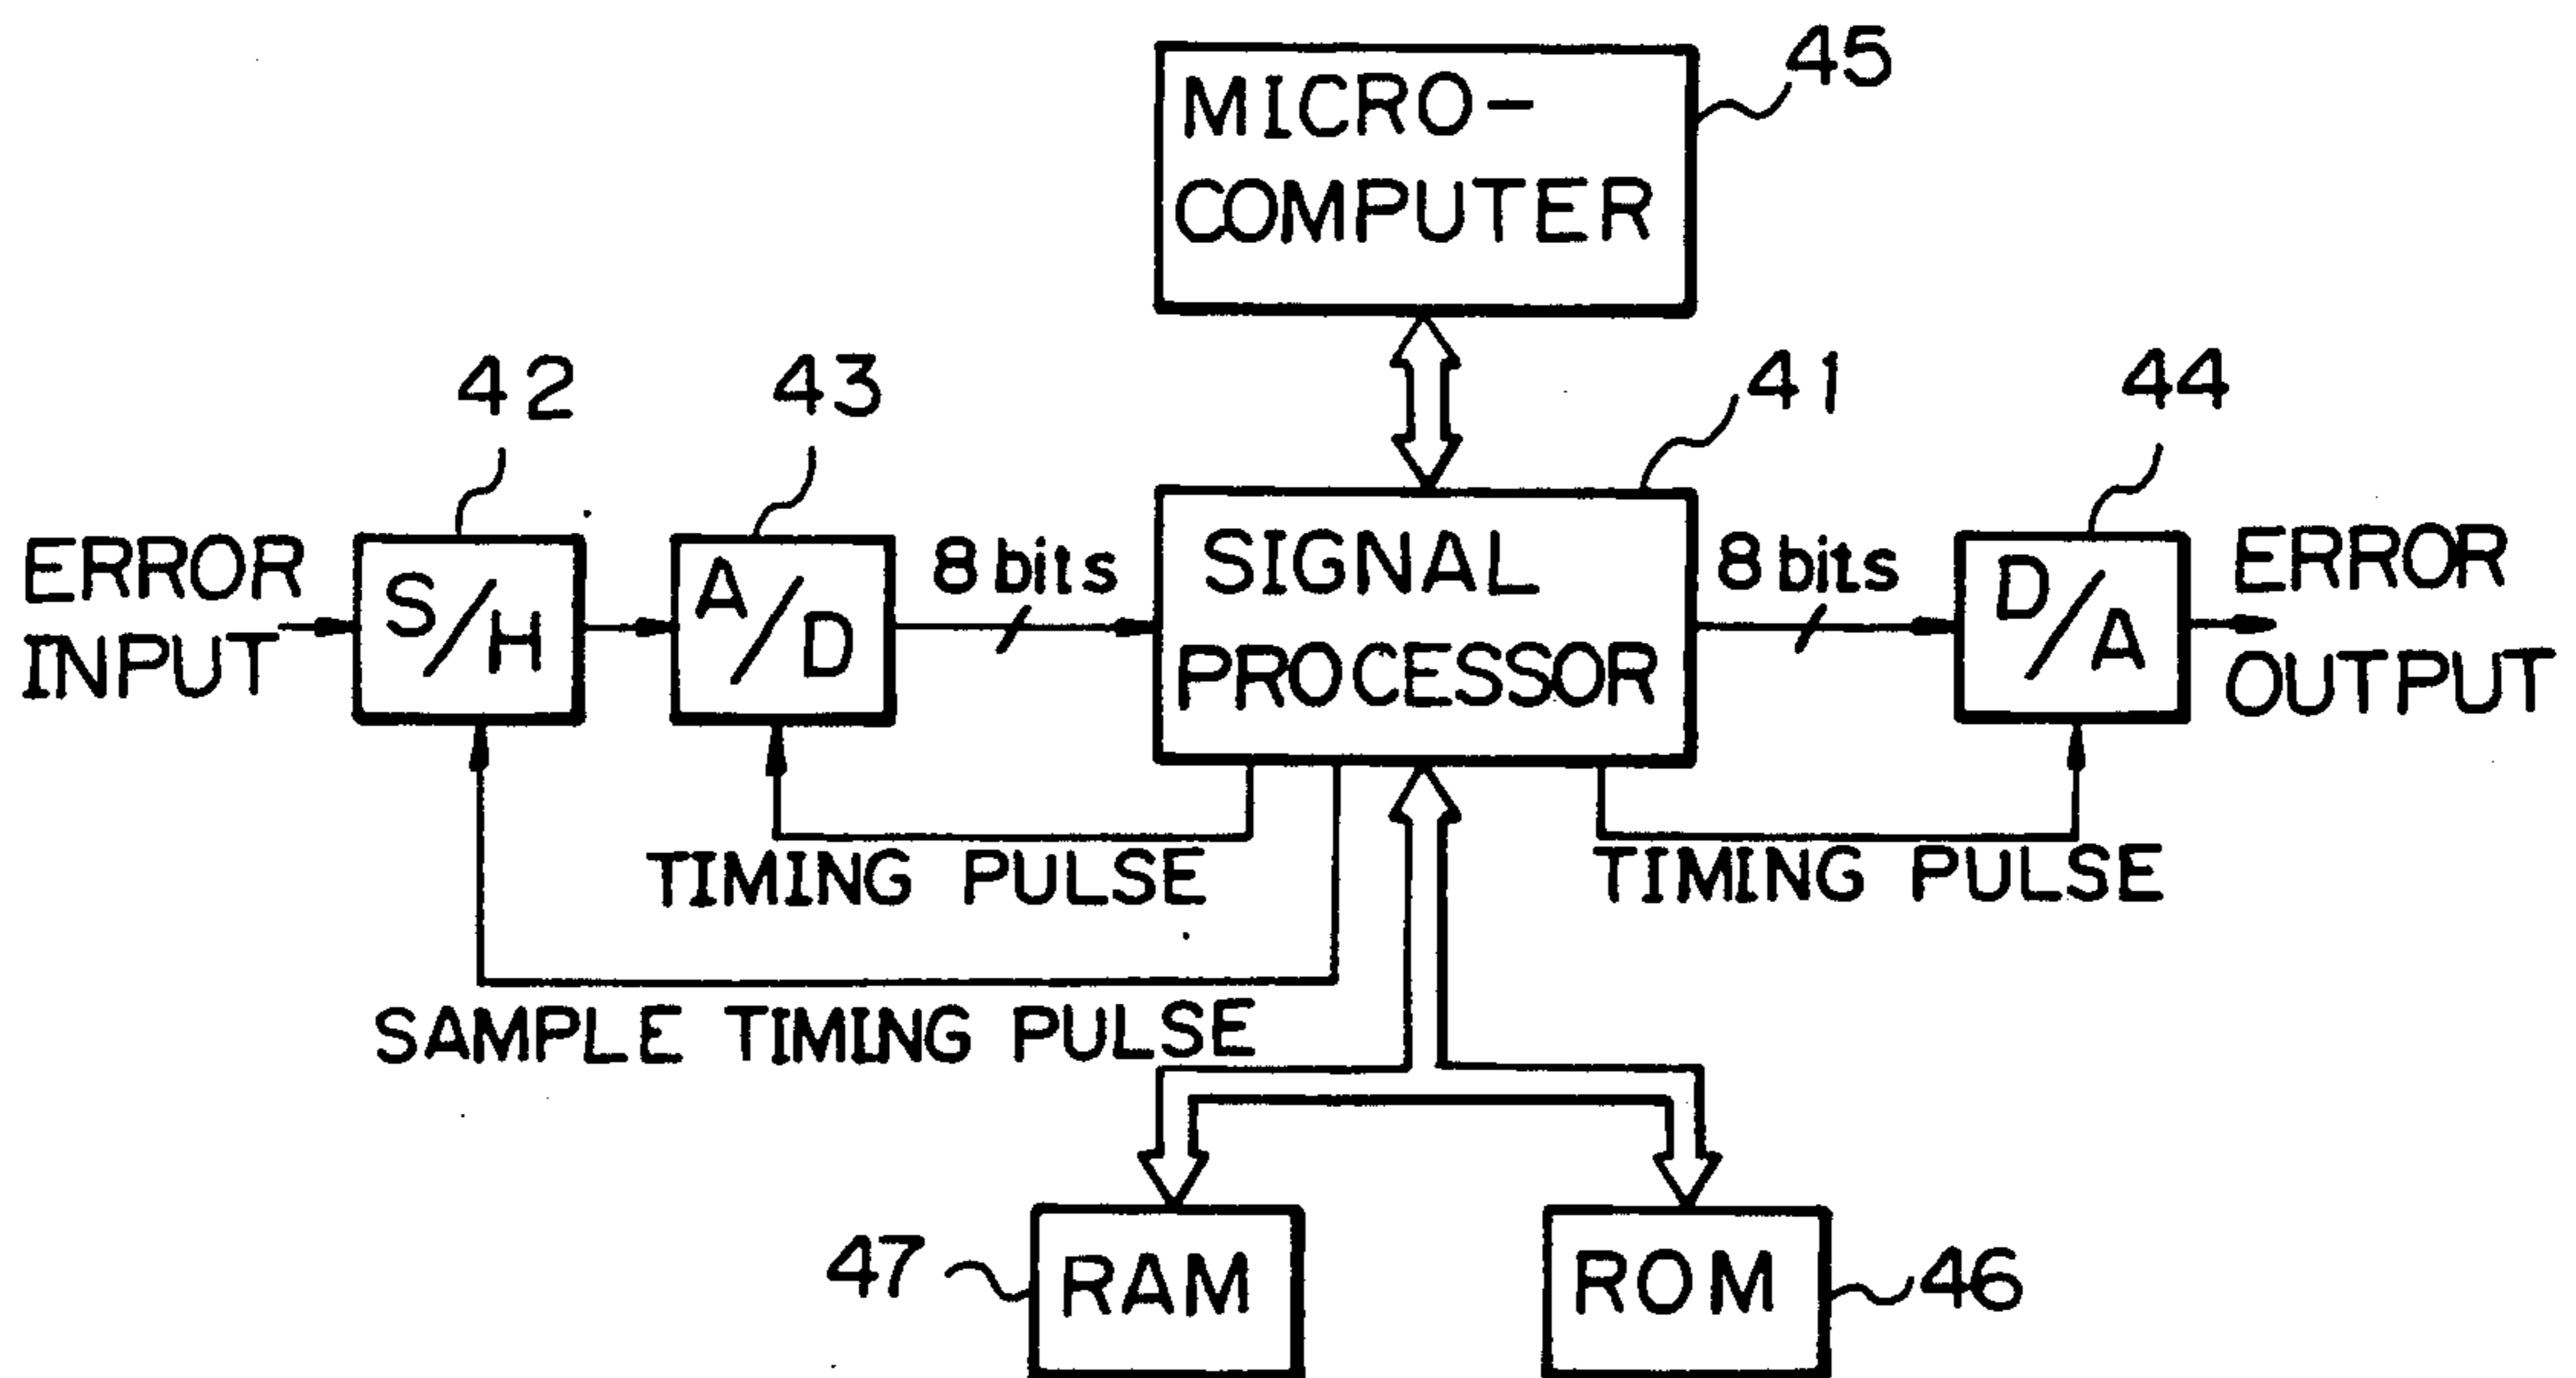 MICRO-
COMPUTER
45
42
43
41
44
ERROR
INPUT
S/H
A/D
8 bits
SIGNAL
PROCESSOR
8 bits
D/A
ERROR
OUTPUT
TIMING PULSE
TIMING PULSE
SAMPLE TIMING PULSE
47
RAM
ROM
46